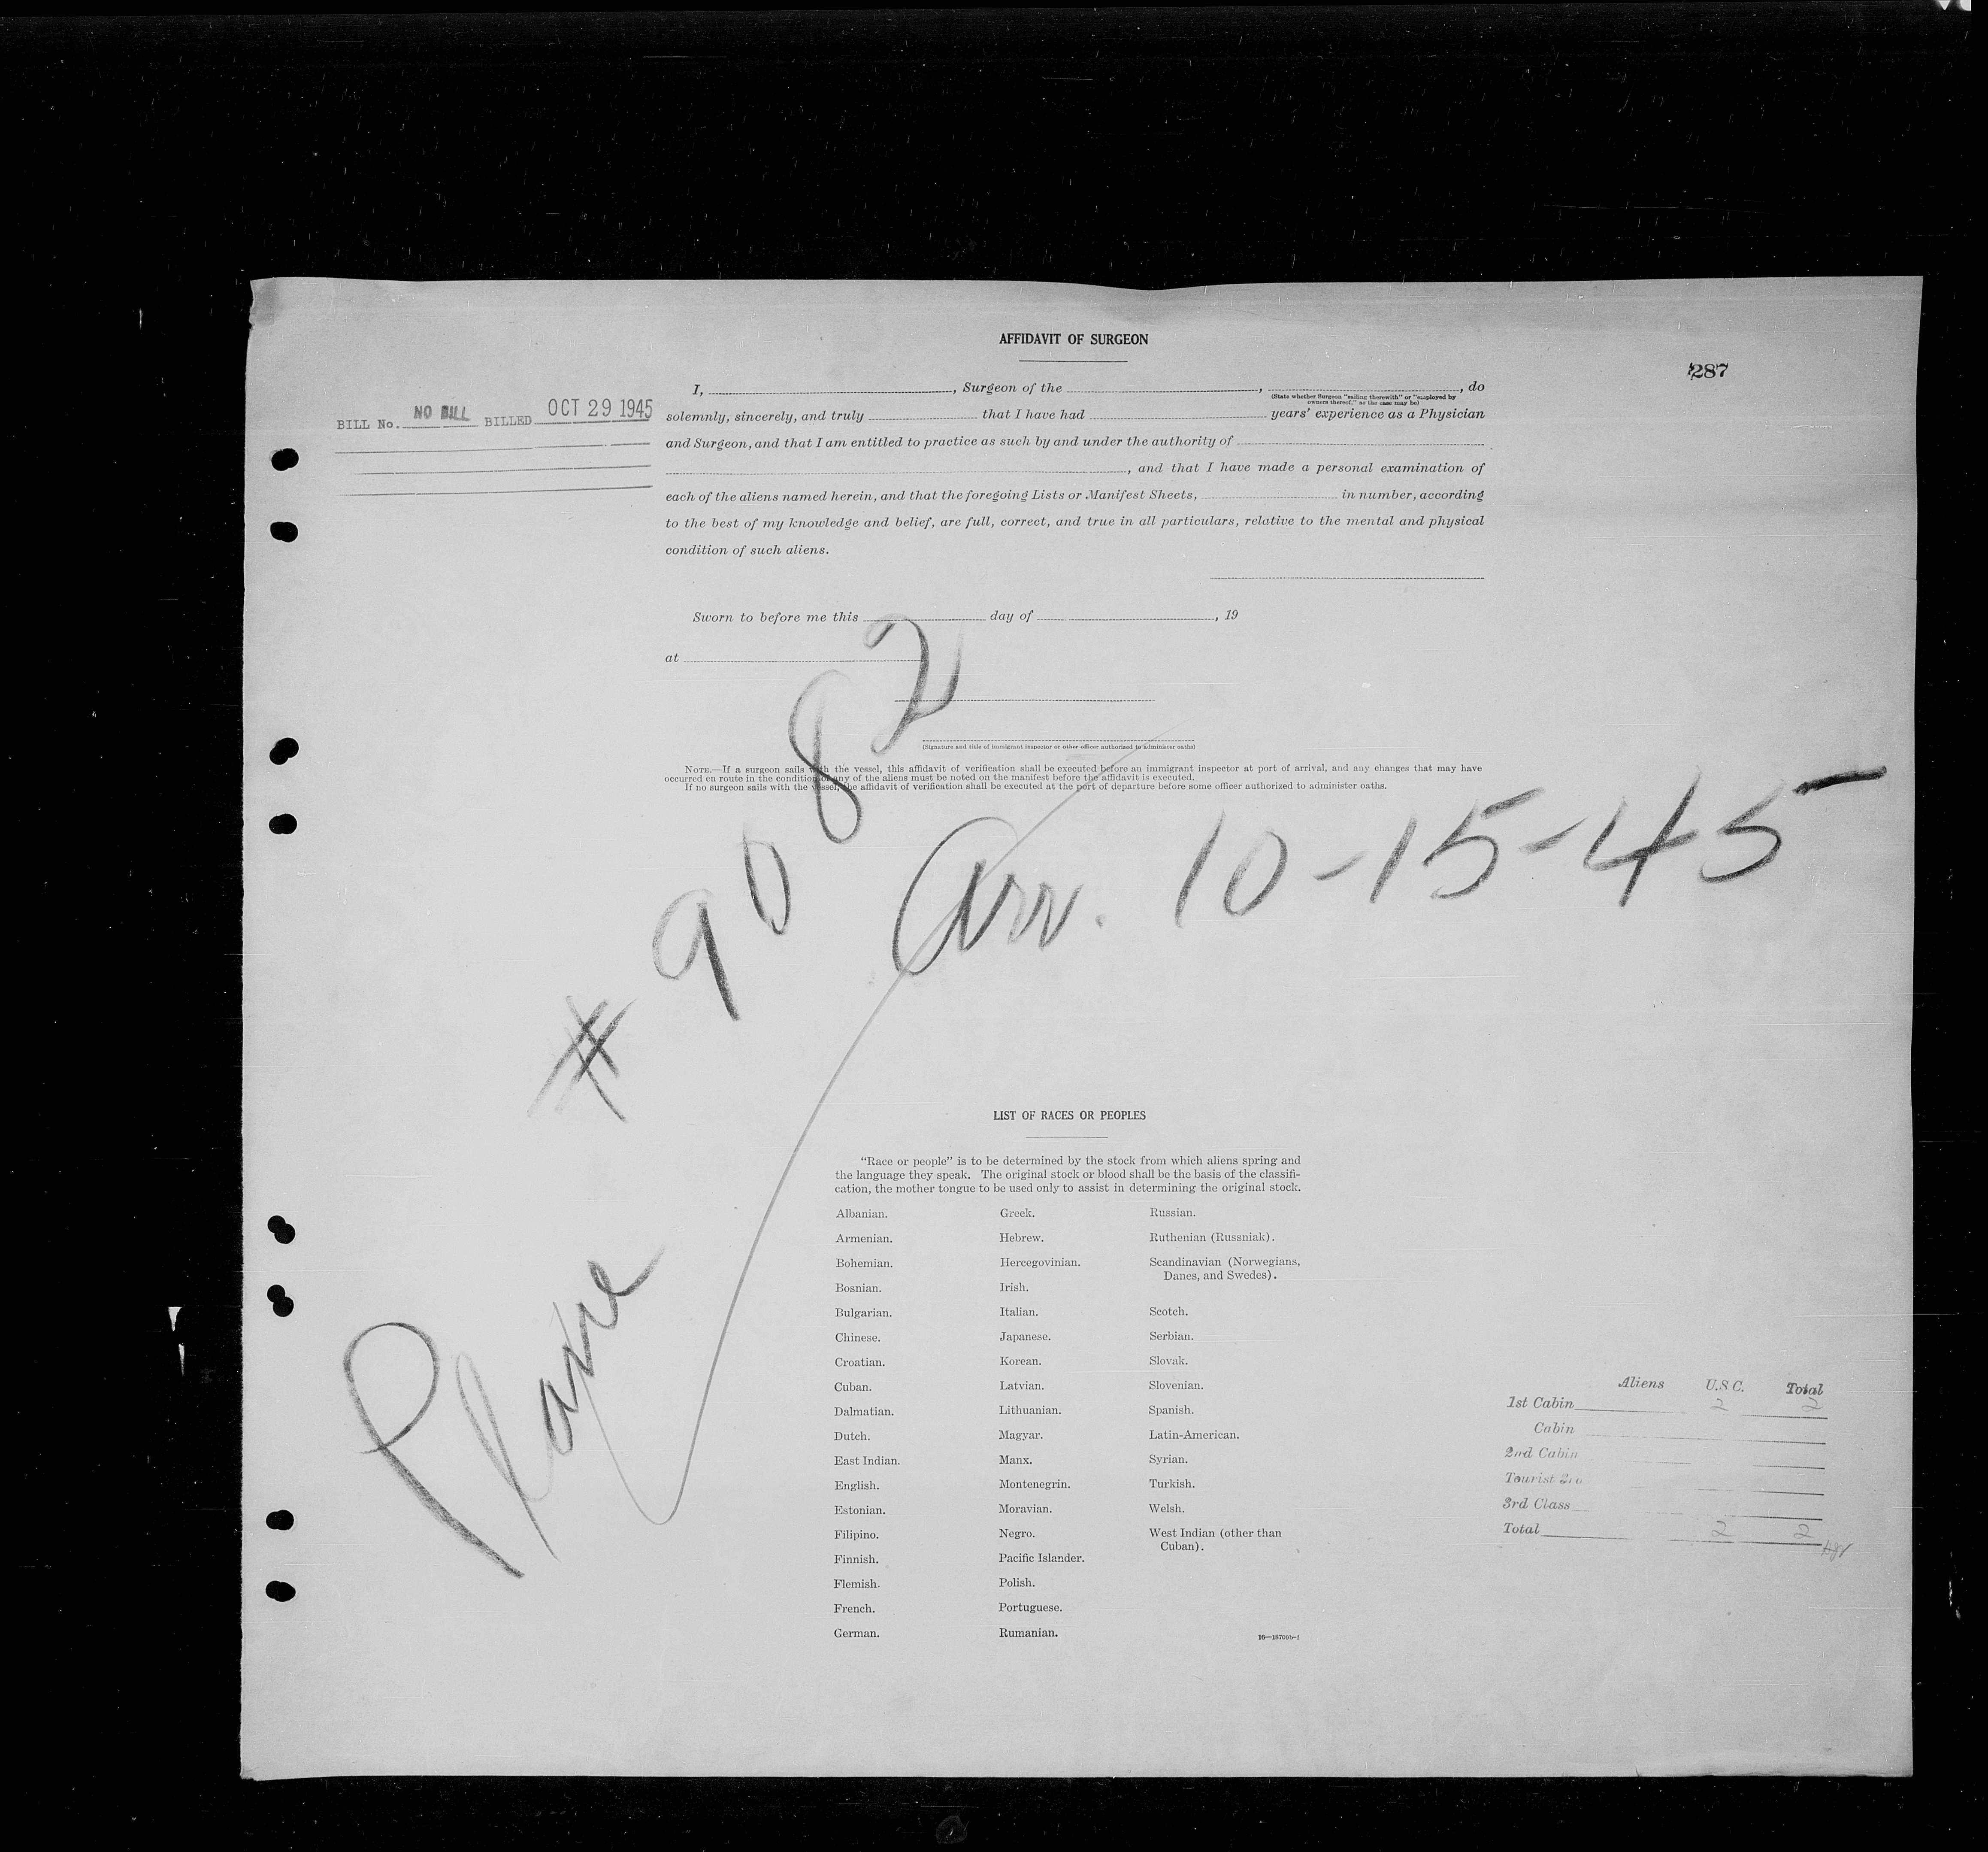 AFFIDAVIT OF SURGEON
287
BILL No. NO BILL BILLED OCT 29 1945
I, , Surgeon of the , , do
(State whether Surgeon "sailing therewith" or "employed by
owners thereof," as the case may be)
solemnly, sincerely, and truly that I have had years' experience as a Physician
and Surgeon, and that I am entitled to practice as such by and under the authority of
, and that I have made a personal examination of
each of the aliens named herein, and that the foregoing Lists or Manifest Sheets, in number, according
to the best of my knowledge and belief, are full, correct, and true in all particulars, relative to the mental and physical
condition of such aliens.
Sworn to before me this day of , 19
at
(Signature and title of immigrant inspector or other officer authorized to administer oaths)
NOTE.—If a surgeon sails with the vessel, this affidavit of verification shall be executed before an immigrant inspector at port of arrival, and any changes that may have
occurred en route in the condition of any of the aliens must be noted on the manifest before the affidavit is executed.
If no surgeon sails with the vessel, the affidavit of verification shall be executed at the port of departure before some officer authorized to administer oaths.
Plane # 9082
Arr. 10-15-45
LIST OF RACES OR PEOPLES
"Race or people" is to be determined by the stock from which aliens spring and
the language they speak. The original stock or blood shall be the basis of the classifi-
cation, the mother tongue to be used only to assist in determining the original stock.
Albanian.
Armenian.
Bohemian.
Bosnian.
Bulgarian.
Chinese.
Croatian.
Cuban.
Dalmatian.
Dutch.
East Indian.
English.
Estonian.
Filipino.
Finnish.
Flemish.
French.
German.
Greek.
Hebrew.
Hercegovinian.
Irish.
Italian.
Japanese.
Korean.
Latvian.
Lithuanian.
Magyar.
Manx.
Montenegrin.
Moravian.
Negro.
Pacific Islander.
Polish.
Portuguese.
Rumanian.
Russian.
Ruthenian (Russniak).
Scandinavian (Norwegians,
Danes, and Swedes).
Scotch.
Serbian.
Slovak.
Slovenian.
Spanish.
Latin-American.
Syrian.
Turkish.
Welsh.
West Indian (other than
Cuban).
Aliens U.S C. Total
1st Cabin 2 2
Cabin
2nd Cabin
Tourist
3rd Class
Total 2 2